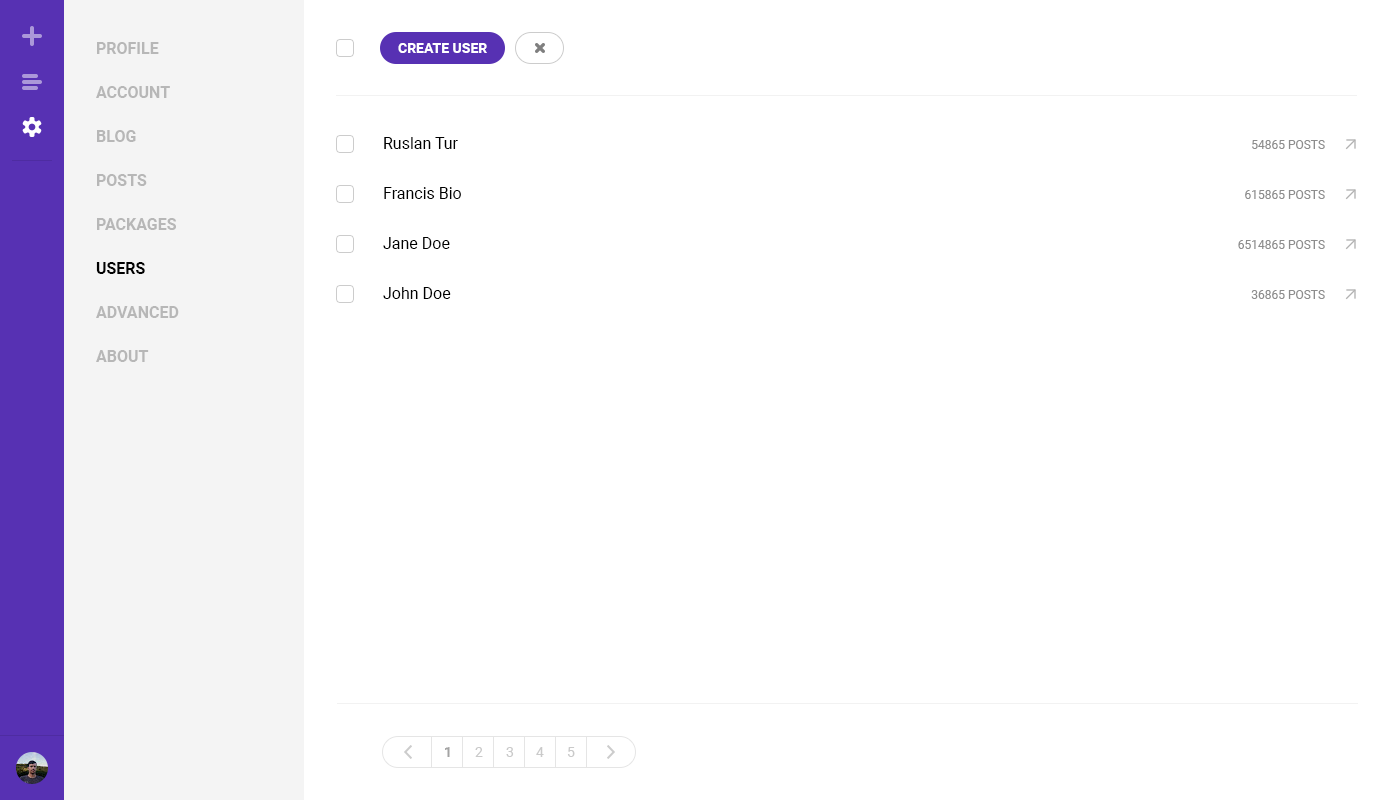 PROFILE
ACCOUNT
BLOG
POSTS
PACKAGES
USERS
ADVANCED
ABOUT
CREATE USER
Ruslan Tur 54865 POSTS
Francis Bio 615865 POSTS
Jane Doe 6514865 POSTS
John Doe 36865 POSTS
1 2 3 4 5